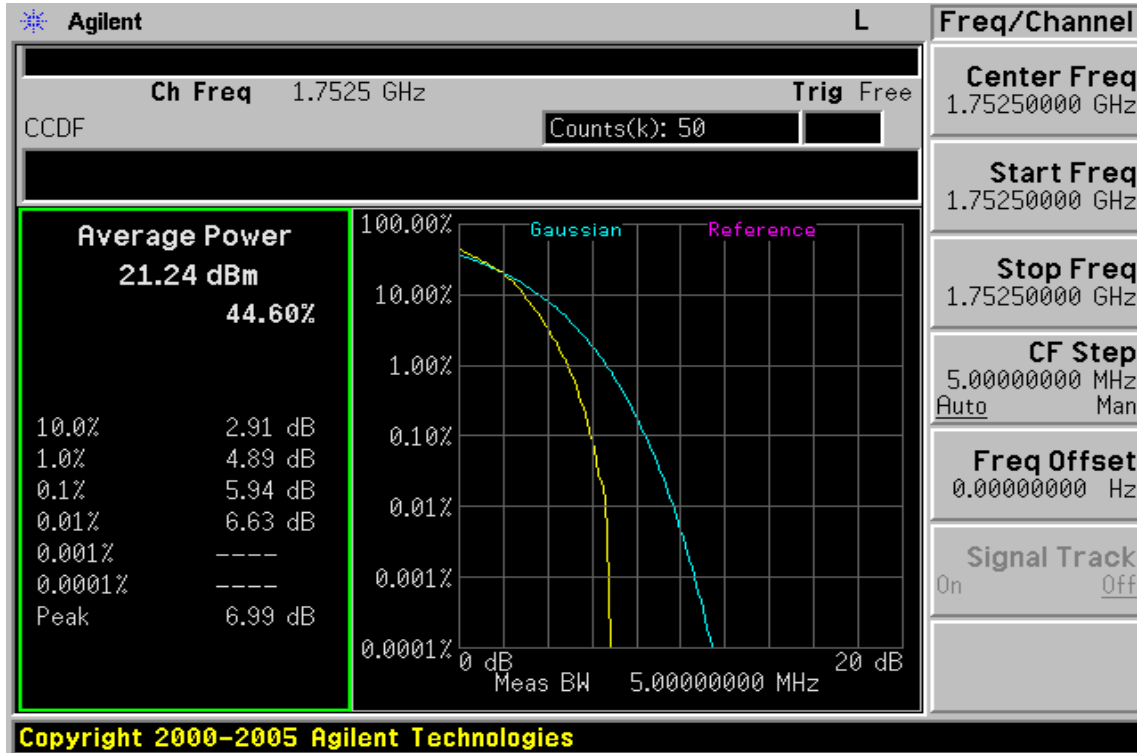 Agilent L
Ch Freq 1.7525 GHz Trig Free
CCDF Counts(k): 50
Average Power
21.24 dBm
44.60%
10.0% 2.91 dB
1.0% 4.89 dB
0.1% 5.94 dB
0.01% 6.63 dB
0.001% ----
0.0001% ----
Peak 6.99 dB
Gaussian Reference
100.00%
10.00%
1.00%
0.10%
0.01%
0.001%
0.0001%
0 dB 20 dB
Meas BW 5.00000000 MHz
Freq/Channel
Center Freq
1.75250000 GHz
Start Freq
1.75250000 GHz
Stop Freq
1.75250000 GHz
CF Step
5.00000000 MHz
Auto Man
Freq Offset
0.00000000 Hz
Signal Track
On Off
Copyright 2000-2005 Agilent Technologies